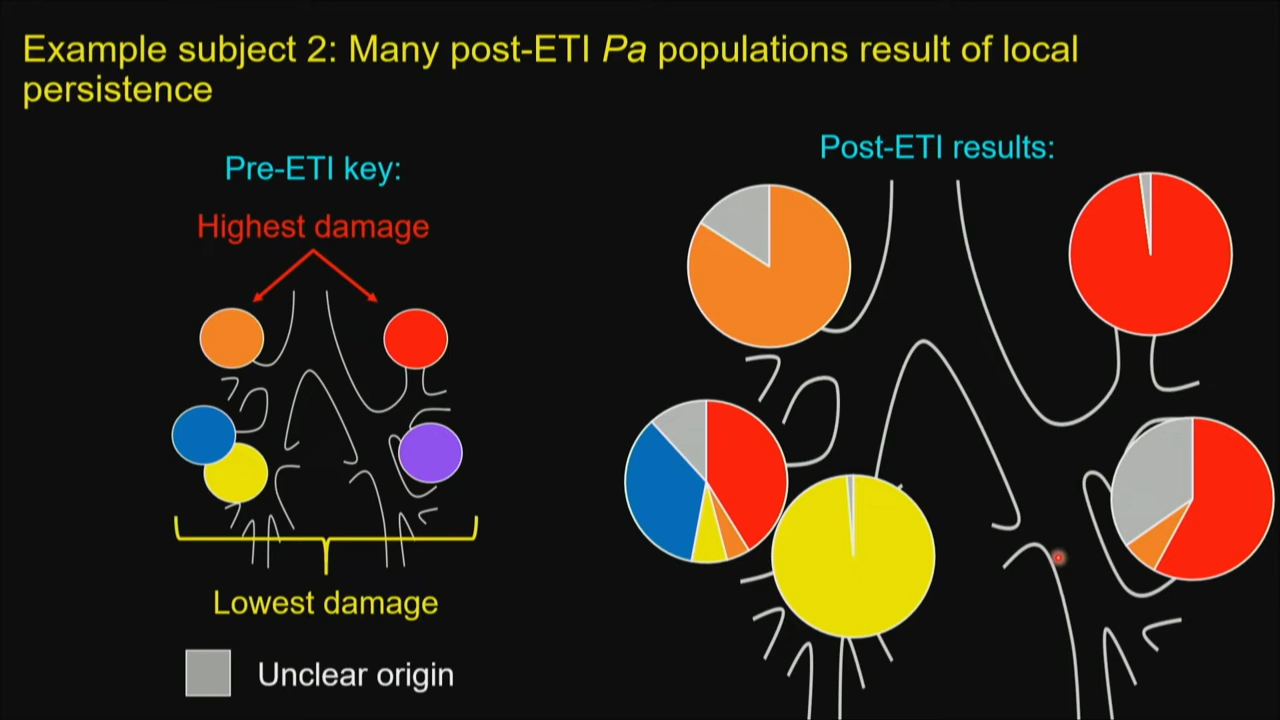 Example subject 2: Many post-ETI Pa populations result of local
persistence
Pre-ETI key:
Post-ETI results:
Highest damage
Lowest damage
Unclear origin